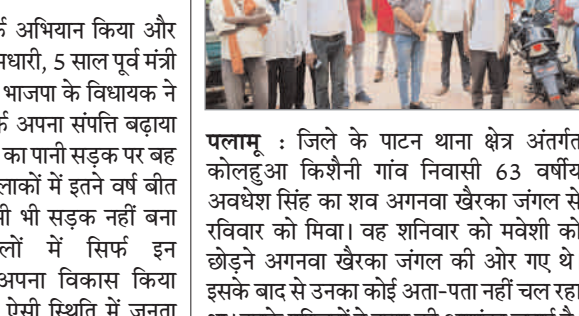 अभियान किया और
5 साल पूर्व मंत्री
भाजपा के विधायक ने
अपना संपत्ति बढ़ाया
का पानी सड़क पर बह
में इतने वर्ष बीत
भी सड़क नहीं बना
में सिर्फ इन
अपना विकास किया
ऐसी स्थिति में जनता
पलामू : जिले के पाटन थाना क्षेत्र अंतर्गत
कोलहुआ किशैनी गांव निवासी 63 वर्षीय
अवधेश सिंह का शव अगनवा खैरका जंगल से
रविवार को मिवा। वह शनिवार को मवेशी को
छोड़ने अगनवा खैरका जंगल की ओर गए थे
इसके बाद से उनका कोई अता-पता नहीं चल रहा